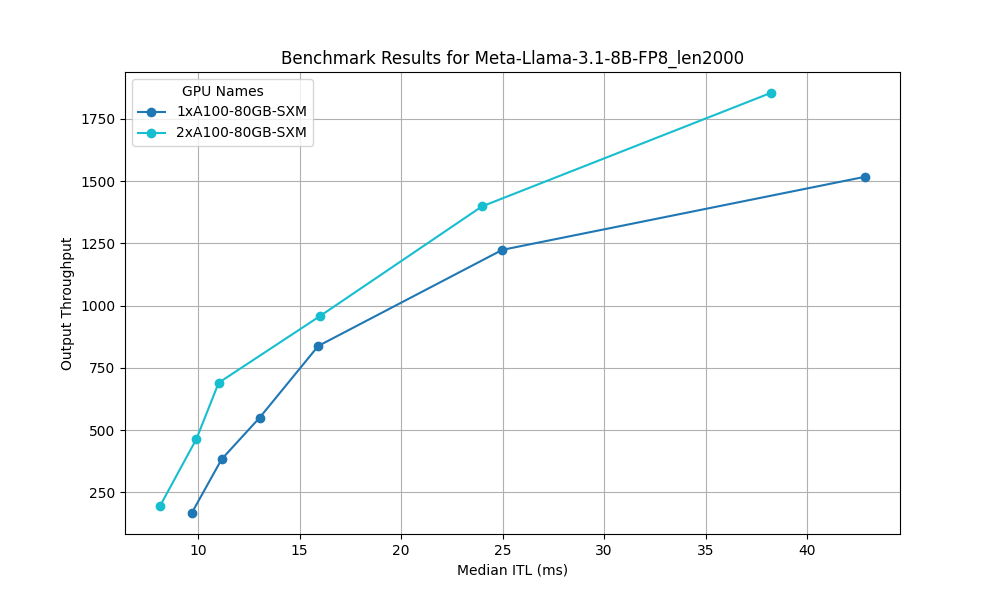 Benchmark Results for Meta-Llama-3.1-8B-FP8_len2000
GPU Names
1xA100-80GB-SXM
2xA100-80GB-SXM
Output Throughput
1750
1500
1250
1000
750
500
250
10 15 20 25 30 35 40
Median ITL (ms)